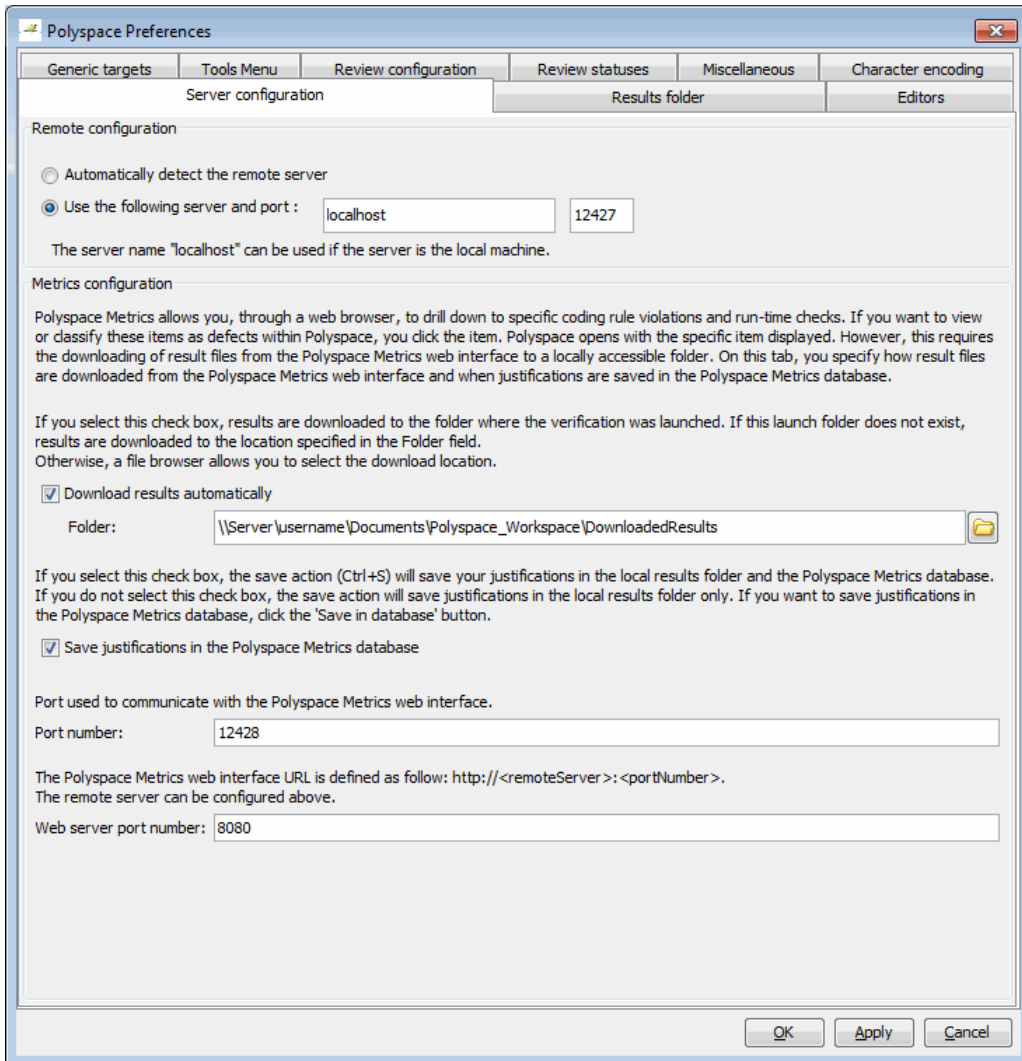 Polyspace Preferences
Generic targets
Tools Menu
Review configuration
Review statuses
Miscellaneous
Character encoding
Server configuration
Results folder
Editors
Remote configuration
Automatically detect the remote server
Use the following server and port :
localhost
12427
The server name "localhost" can be used if the server is the local machine.
Metrics configuration
Polyspace Metrics allows you, through a web browser, to drill down to specific coding rule violations and run-time checks. If you want to view
or classify these items as defects within Polyspace, you click the item. Polyspace opens with the specific item displayed. However, this requires
the downloading of result files from the Polyspace Metrics web interface to a locally accessible folder. On this tab, you specify how result files
are downloaded from the Polyspace Metrics web interface and when justifications are saved in the Polyspace Metrics database.
If you select this check box, results are downloaded to the folder where the verification was launched. If this launch folder does not exist,
results are downloaded to the location specified in the Folder field.
Otherwise, a file browser allows you to select the download location.
Download results automatically
Folder:
\\Server\username\Documents\Polyspace_Workspace\DownloadedResults
If you select this check box, the save action (Ctrl+S) will save your justifications in the local results folder and the Polyspace Metrics database.
If you do not select this check box, the save action will save justifications in the local results folder only. If you want to save justifications in
the Polyspace Metrics database, click the 'Save in database' button.
Save justifications in the Polyspace Metrics database
Port used to communicate with the Polyspace Metrics web interface.
Port number:
12428
The Polyspace Metrics web interface URL is defined as follow: http://<remoteServer>:<portNumber>.
The remote server can be configured above.
Web server port number:
8080
OK
Apply
Cancel